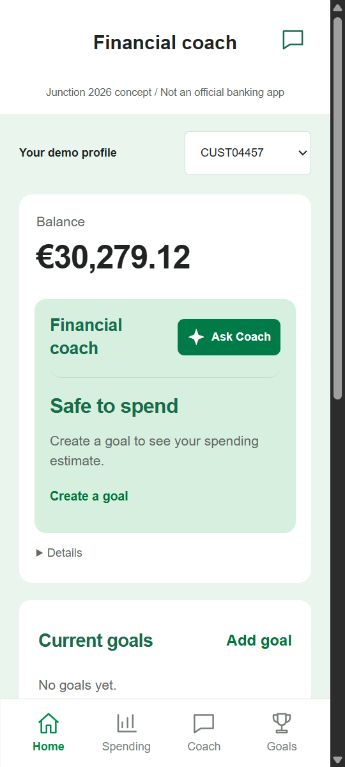 Financial coach
Junction 2026 concept / Not an official banking app
Your demo profile
CUST04457
Balance
€30,279.12
Financial
coach
Ask Coach
Safe to spend
Create a goal to see your spending
estimate.
Create a goal
Details
Current goals
Add goal
No goals yet.
Home
Spending
Coach
Goals